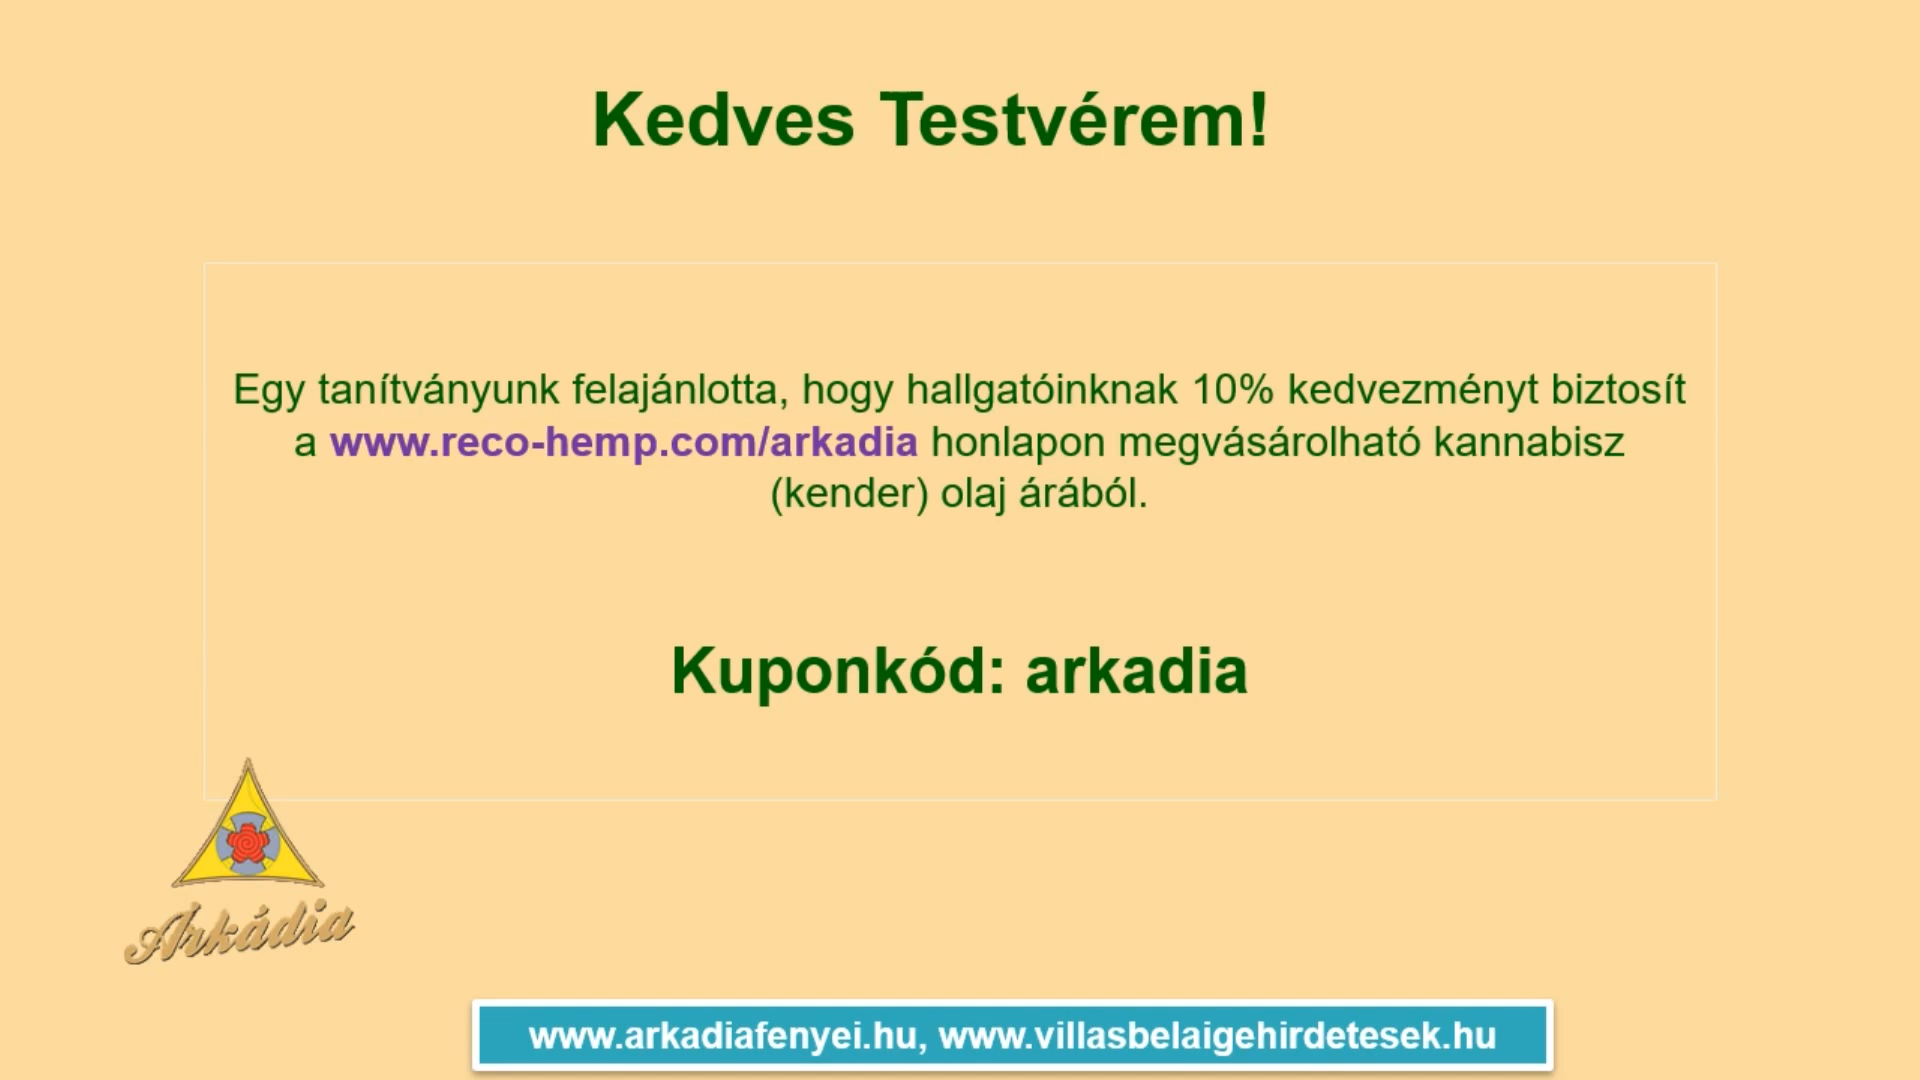 Kedves Testvérem!
Egy tanítványunk felajánlotta, hogy hallgatóinknak 10% kedvezményt biztosít
a www.reco-hemp.com/arkadia honlapon megvásárolható kannabisz
(kender) olaj árából.
Kuponkód: arkadia
Árkádia
www.arkadiafenyei.hu, www.villasbelaigehirdetesek.hu